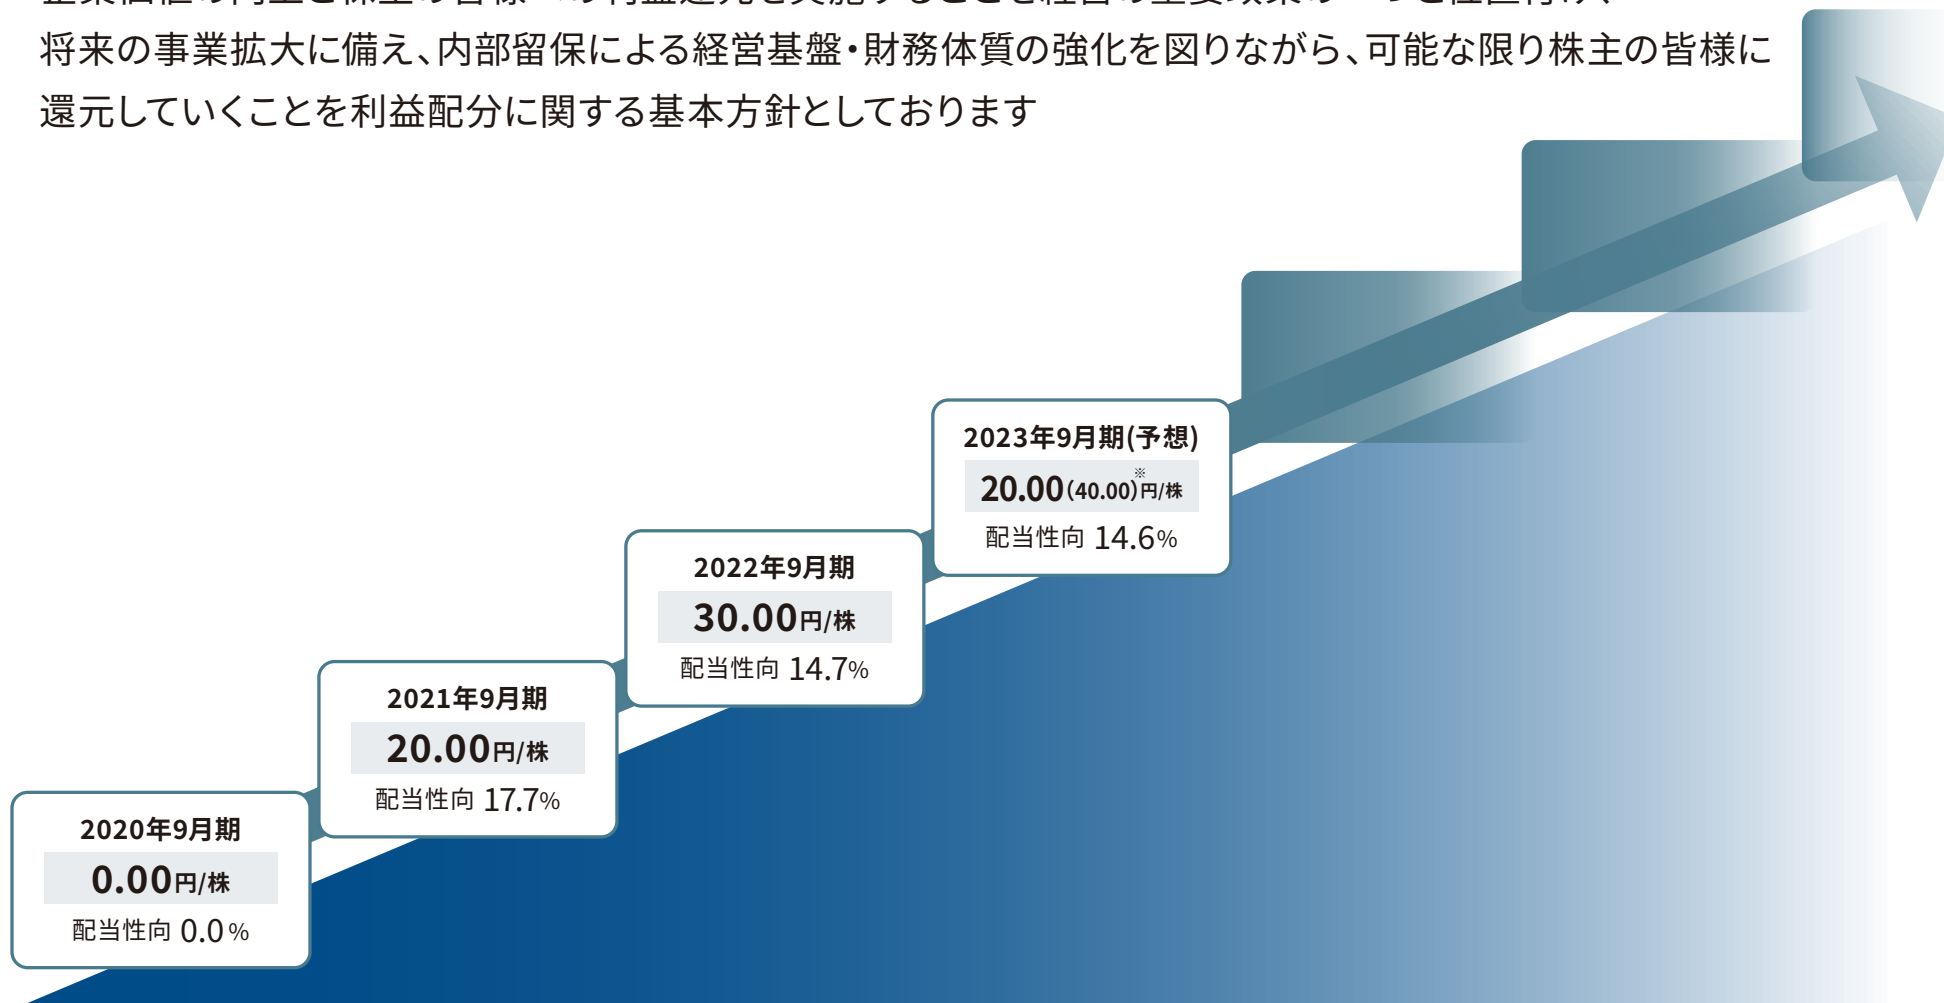 将来の事業拡大に備え、内部留保による経営基盤・財務体質の強化を図りながら、可能な限り株主の皆様に
還元していくことを利益配分に関する基本方針としております
2023年9月期(予想)
20.00(40.00)※円/株
配当性向 14.6%
2022年9月期
30.00円/株
配当性向 14.7%
2021年9月期
20.00円/株
配当性向 17.7%
2020年9月期
0.00円/株
配当性向 0.0%